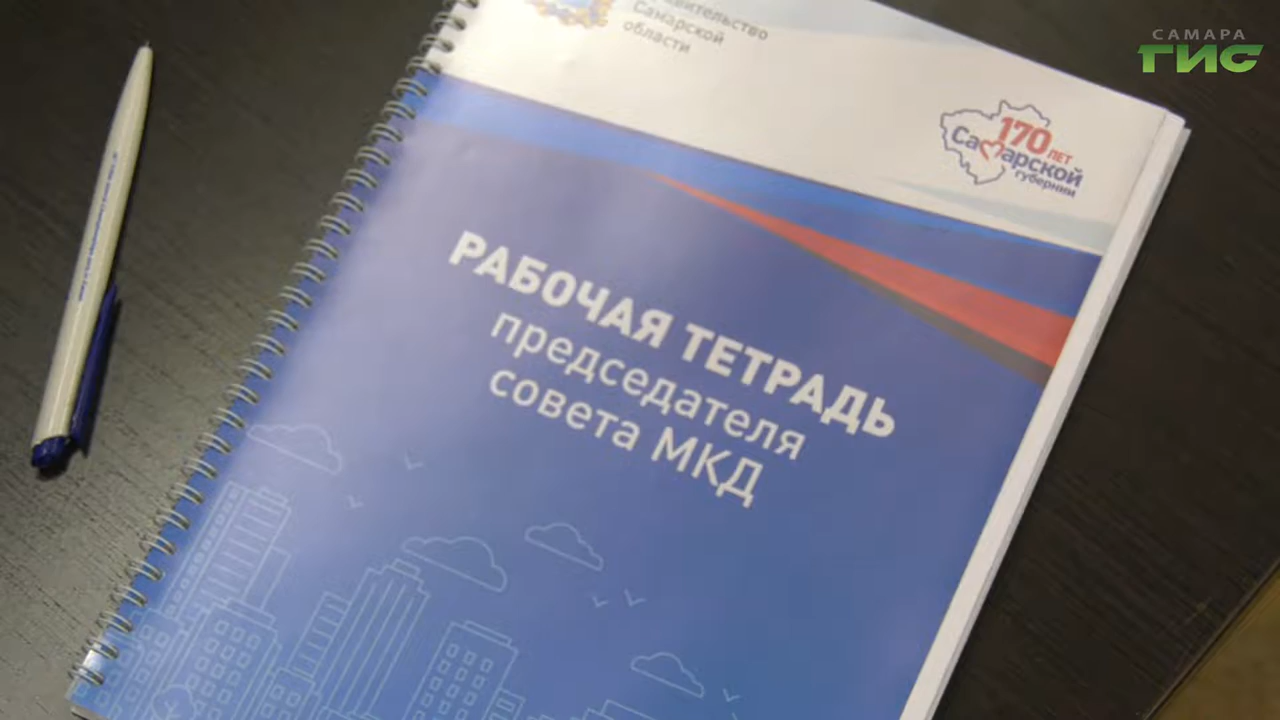 Самарской
области
САМАРА
ГИС
170 ЛЕТ
Самарской
губернии
РАБОЧАЯ ТЕТРАДЬ
председателя
совета МКД